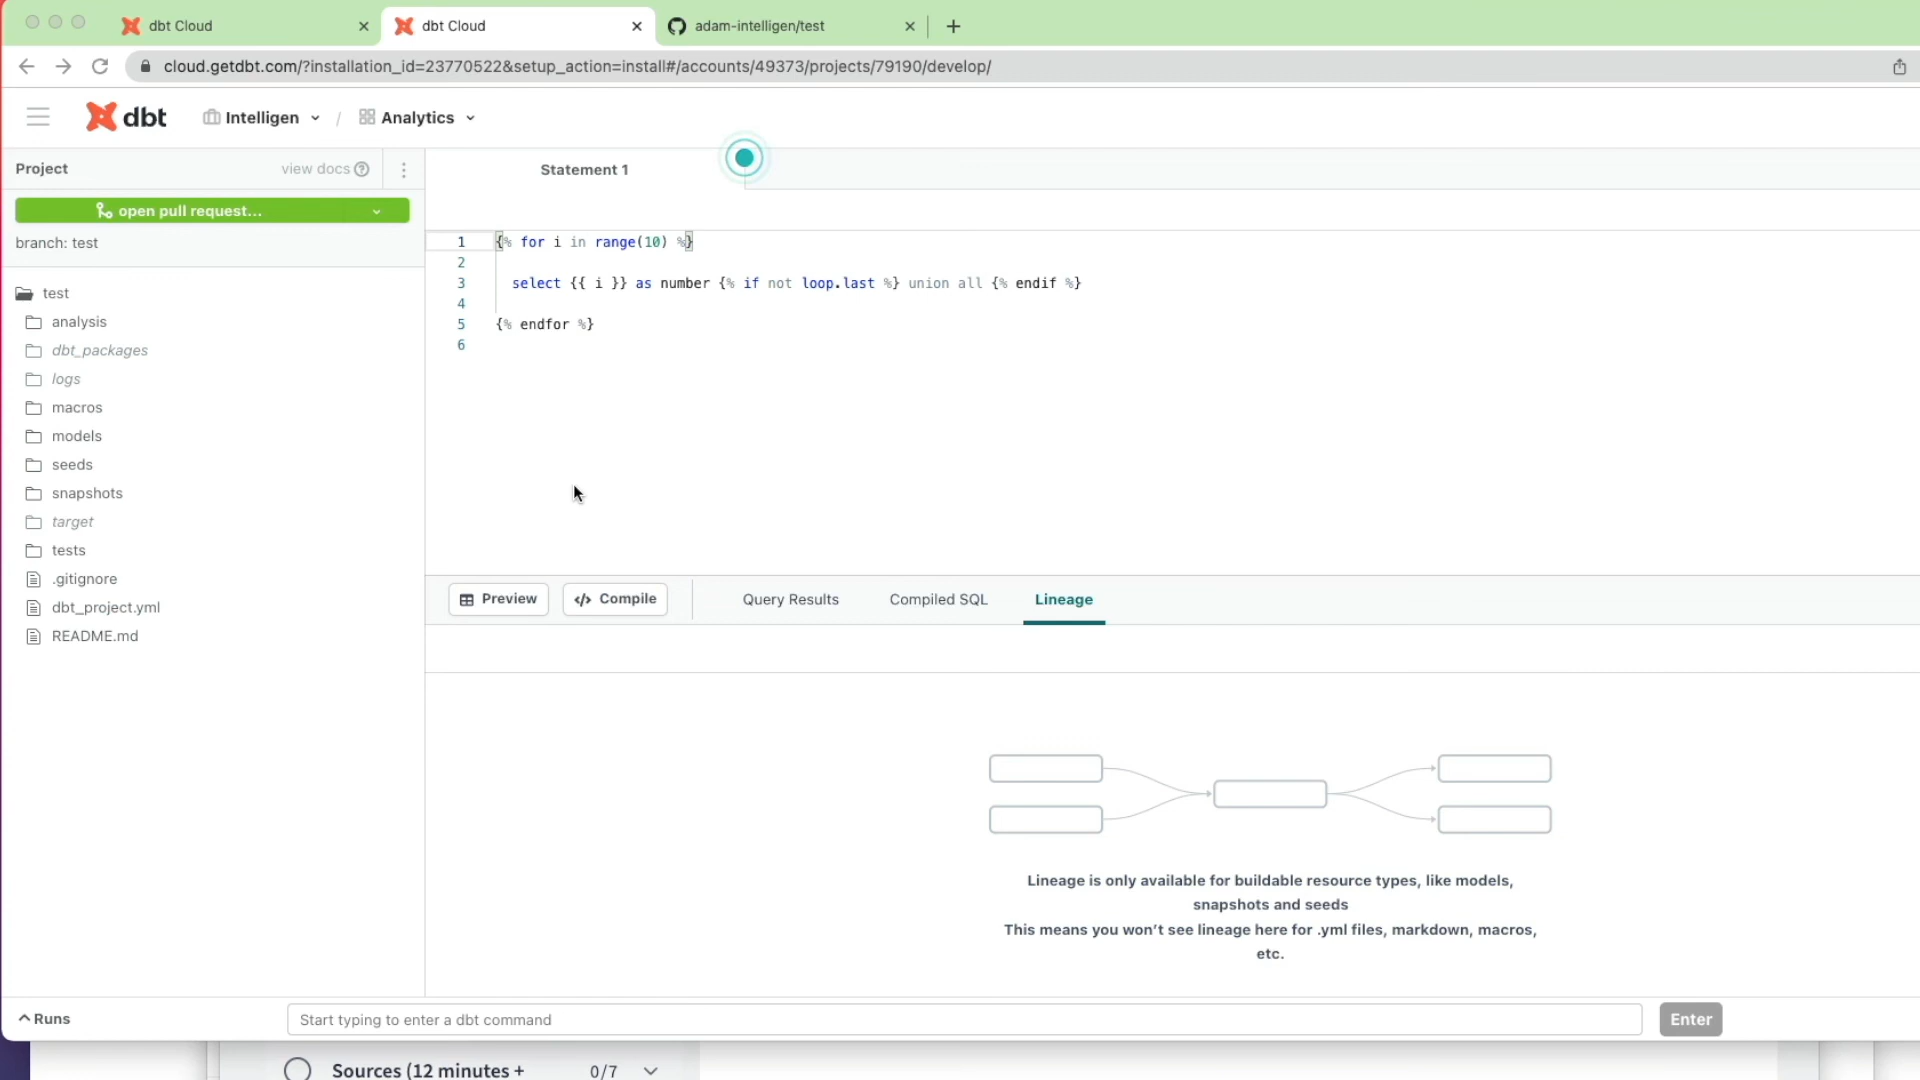 dbt Cloud
dbt Cloud
adam-intelligen/test
cloud.getdbt.com/?installation_id=23770522&setup_action=install#/accounts/49373/projects/79190/develop/
dbt
Intelligen
/
Analytics
Project
view docs
Statement 1
open pull request...
branch: test
1 {% for i in range(10) %}
2
3 select {{ i }} as number {% if not loop.last %} union all {% endif %}
4
5 {% endfor %}
6
test
analysis
dbt_packages
logs
macros
models
seeds
snapshots
target
tests
.gitignore
dbt_project.yml
README.md
Preview
</> Compile
Query Results
Compiled SQL
Lineage
Lineage is only available for buildable resource types, like models,
snapshots and seeds
This means you won't see lineage here for .yml files, markdown, macros,
etc.
Runs
Start typing to enter a dbt command
Enter
Sources (12 minutes +
0/7